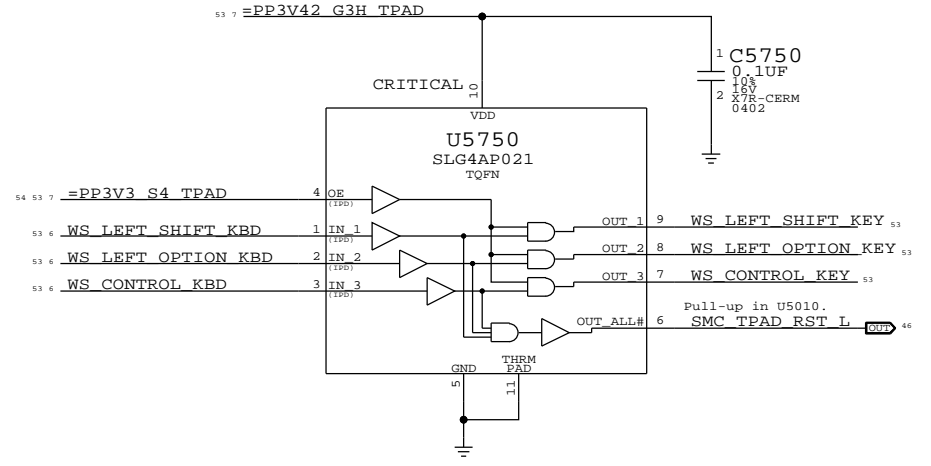 53 7 =PP3V42_G3H_TPAD
CRITICAL
10
VDD
1 C5750
0.1UF
10%
16V
2 X7R-CERM
0402
U5750
SLG4AP021
TQFN
54 53 7 =PP3V3_S4_TPAD 4 OE
(IPD)
53 6 WS_LEFT_SHIFT_KBD 1 IN_1
(IPD)
OUT_1 9 WS_LEFT_SHIFT_KEY 53
53 6 WS_LEFT_OPTION_KBD 2 IN_2
(IPD)
OUT_2 8 WS_LEFT_OPTION_KEY 53
53 6 WS_CONTROL_KBD 3 IN_3
(IPD)
OUT_3 7 WS_CONTROL_KEY 53
Pull-up in U5010.
OUT_ALL# 6 SMC_TPAD_RST_L OUT 46
GND
THRM
PAD
5
11